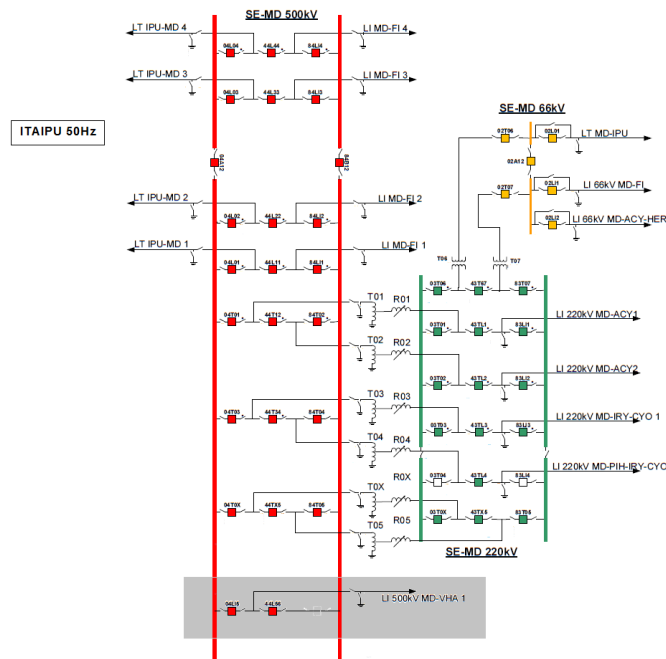 SE-MD 500kV
LT IPU-MD 4
LI MD-FI 4
04L04
44L44
84LI4
LT IPU-MD 3
LI MD-FI 3
04L03
44L33
84LI3
ITAIPU 50Hz
04A12
84A12
SE-MD 66kV
02T06
02L01
LT MD-IPU
02A12
02T07
02LI1
LI 66kV MD-FI
02LI2
LI 66kV MD-ACY-HER
LT IPU-MD 2
LI MD-FI 2
04L02
44L22
84LI2
LT IPU-MD 1
LI MD-FI 1
04L01
44L11
84LI1
T06
T07
03T06
43T67
83T07
T01
R01
04T01
44T12
84T02
LI 220kV MD-ACY1
03T01
43TL1
83LI1
T02
R02
LI 220kV MD-ACY2
03T02
43TL2
83LI2
T03
R03
04T03
44T34
84T04
LI 220kV MD-IRY-CYO 1
03T03
43TL3
83LI3
T04
R04
LI 220kV MD-PIH-IRY-CYO
03T04
43TL4
83LI4
T0X
R0X
04T0X
44TX5
84T05
03T0X
43TX5
83T05
T05
R05
SE-MD 220kV
LI 500kV MD-VHA 1
04LI5